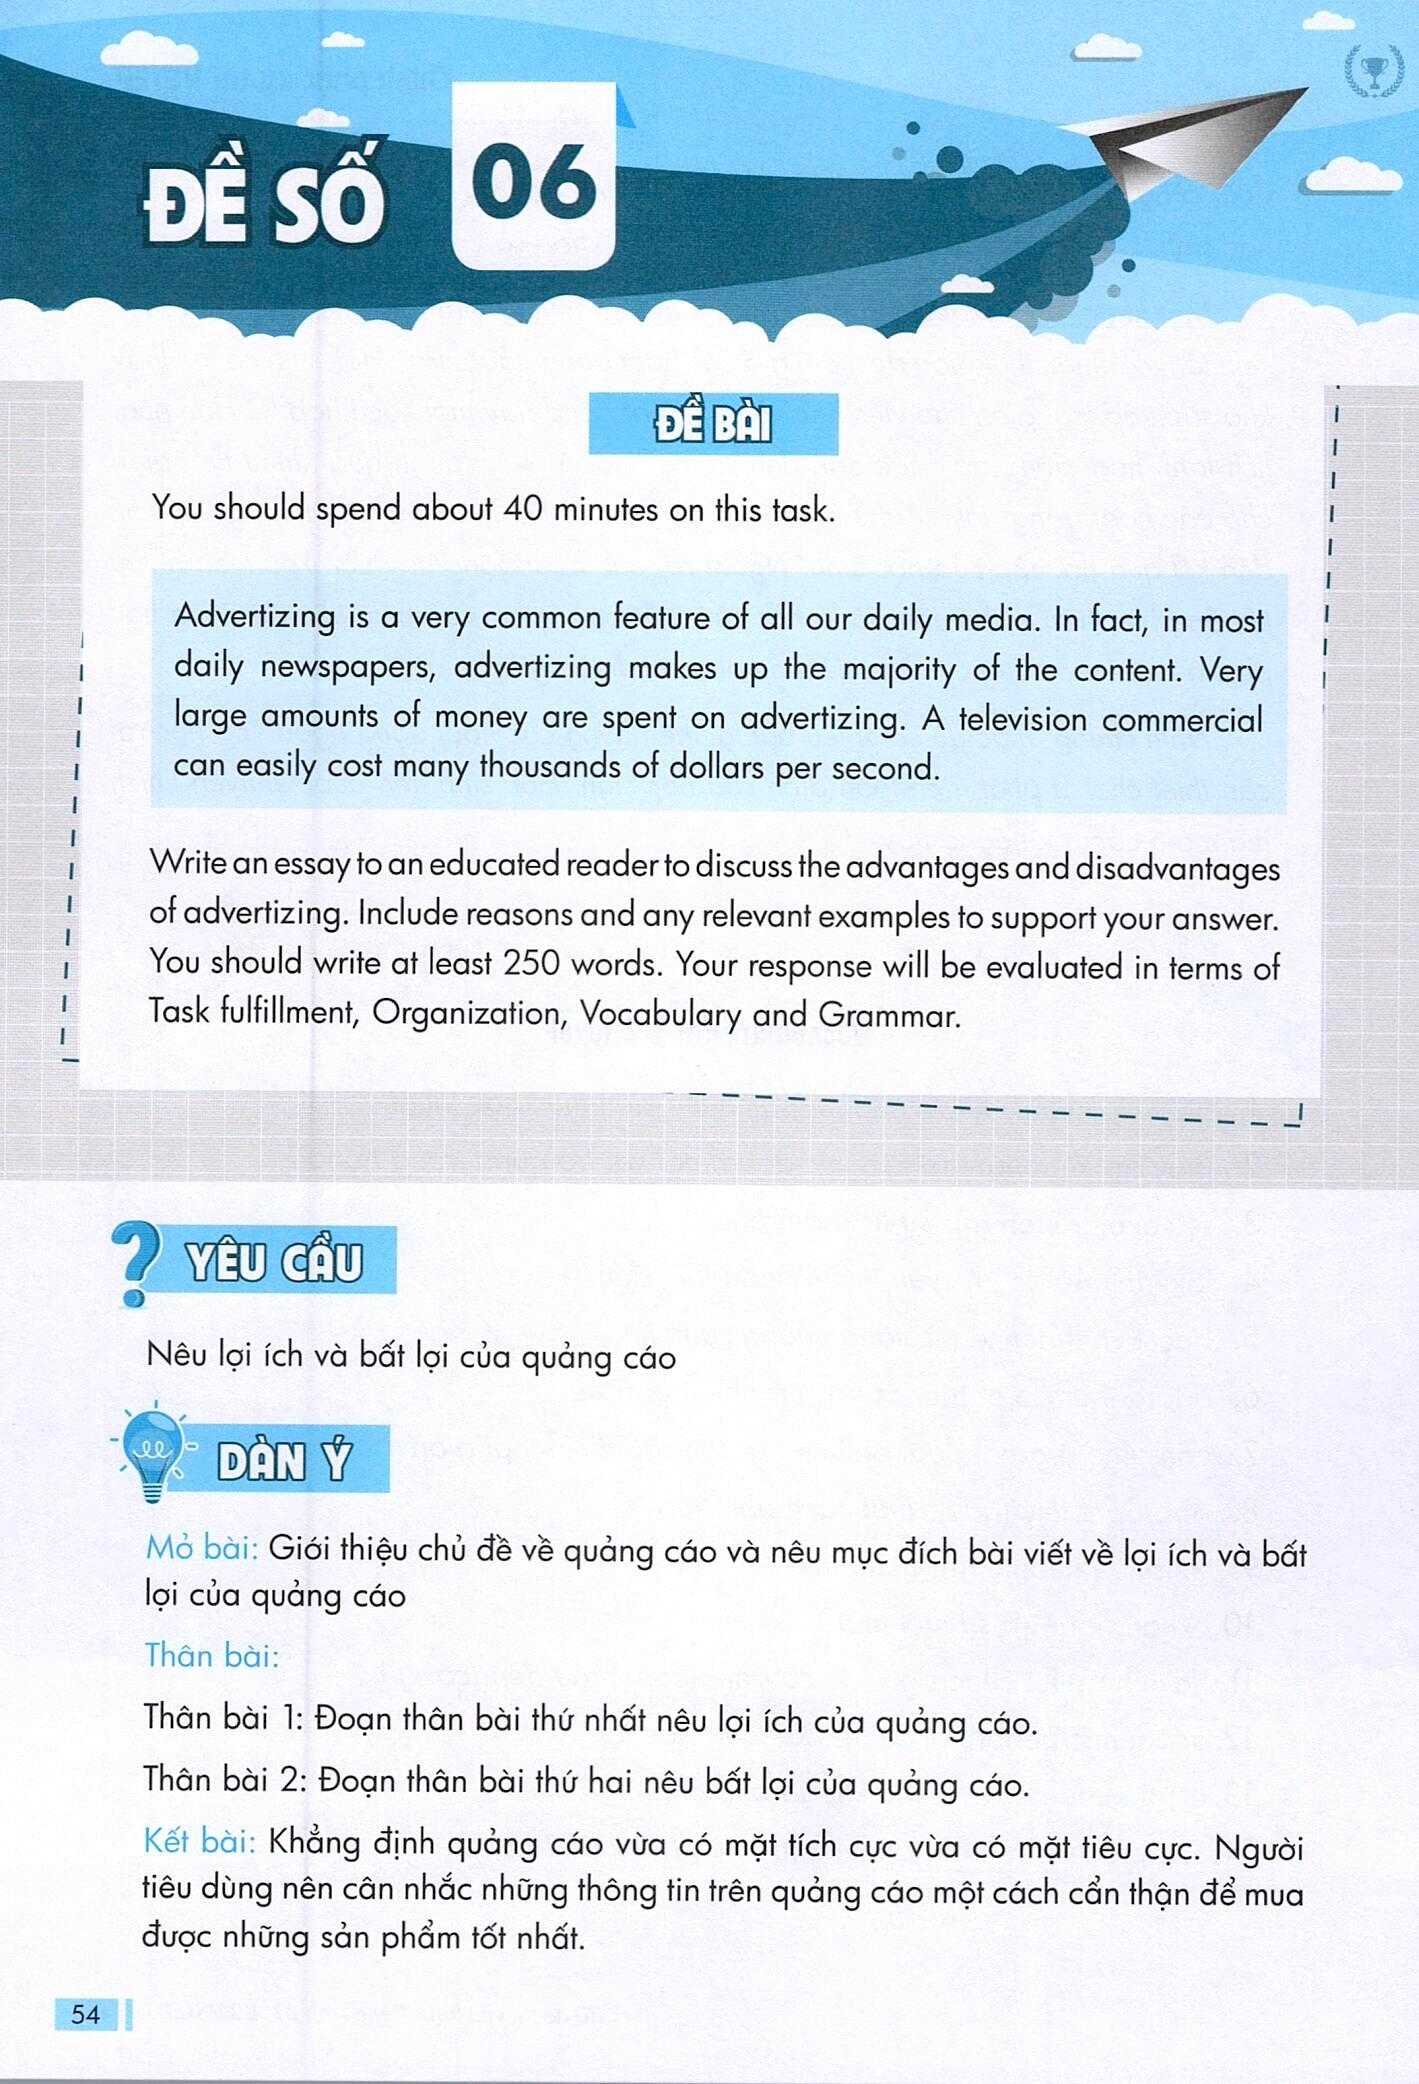 ĐỀ SỐ 06
ĐỀ BÀI
You should spend about 40 minutes on this task.
Advertizing is a very common feature of all our daily media. In fact, in most
daily newspapers, advertizing makes up the majority of the content. Very
large amounts of money are spent on advertizing. A television commercial
can easily cost many thousands of dollars per second.
Write an essay to an educated reader to discuss the advantages and disadvantages
of advertizing. Include reasons and any relevant examples to support your answer.
You should write at least 250 words. Your response will be evaluated in terms of
Task fulfillment, Organization, Vocabulary and Grammar.
YÊU CẦU
Nêu lợi ích và bất lợi của quảng cáo
DÀN Ý
Mở bài: Giới thiệu chủ đề về quảng cáo và nêu mục đích bài viết về lợi ích và bất
lợi của quảng cáo
Thân bài:
Thân bài 1: Đoạn thân bài thứ nhất nêu lợi ích của quảng cáo.
Thân bài 2: Đoạn thân bài thứ hai nêu bất lợi của quảng cáo.
Kết bài: Khẳng định quảng cáo vừa có mặt tích cực vừa có mặt tiêu cực. Người
tiêu dùng nên cân nhắc những thông tin trên quảng cáo một cách cẩn thận để mua
được những sản phẩm tốt nhất.
54